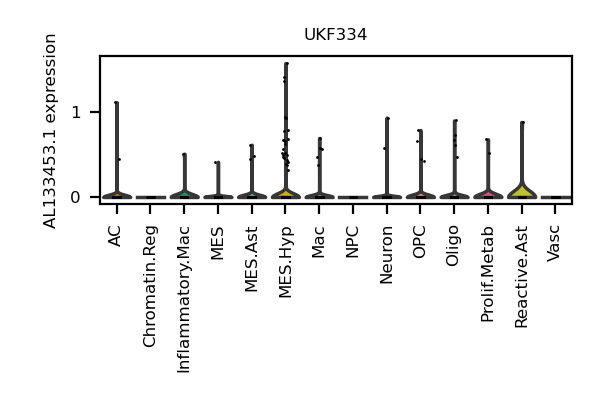 UKF334
AL133453.1 expression
1
0
AC
Chromatin.Reg
Inflammatory.Mac
MES
MES.Ast
MES.Hyp
Mac
NPC
Neuron
OPC
Oligo
Prolif.Metab
Reactive.Ast
Vasc